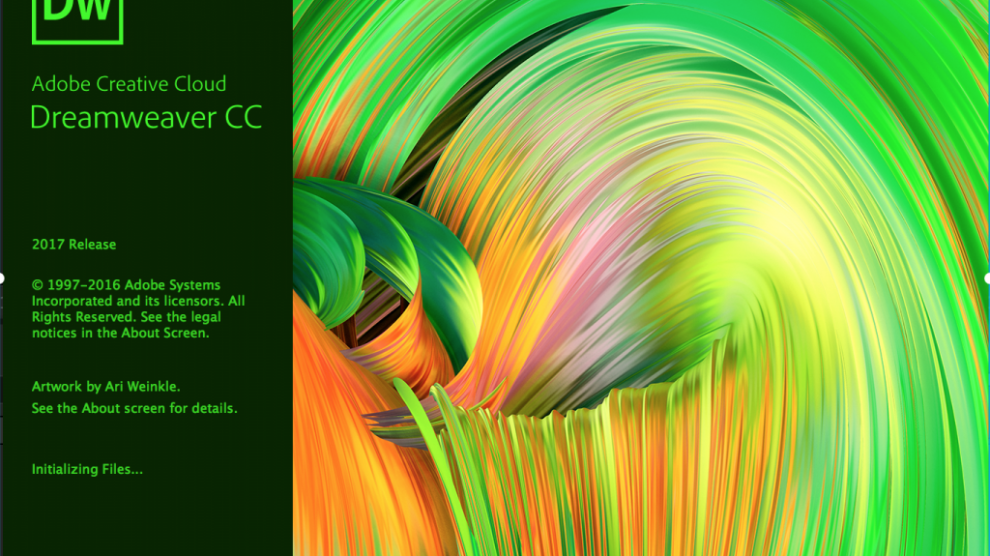 Dw
Adobe Creative Cloud
Dreamweaver CC
2017 Release
© 1997-2016 Adobe Systems
Incorporated and its licensors. All
Rights Reserved. See the legal
notices in the About Screen.
Artwork by Ari Weinkle.
See the About screen for details.
Initializing Files...